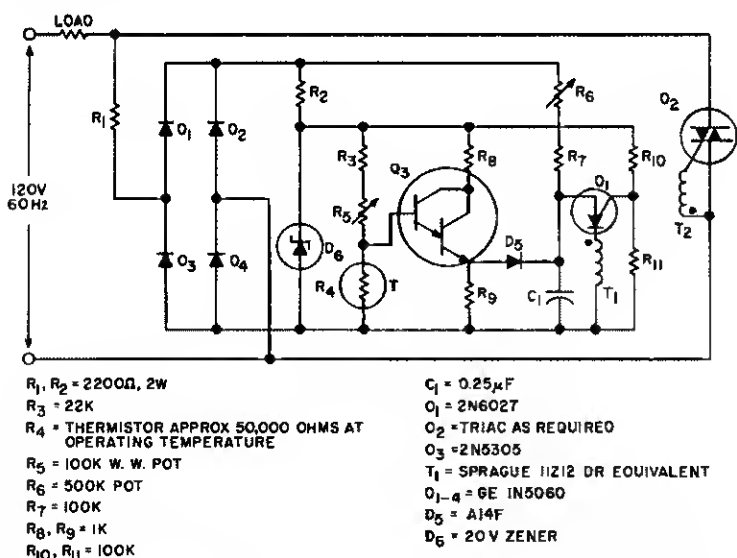 LOAD
R1
D1
D2
R2
R6
Q2
R3
Q3
R8
R7
Q1
R10
120V
60Hz
R5
D6
D5
T2
D3
D4
R4
T
R9
C1
T1
R11
R1, R2 = 2200Ω, 2W
R3 = 22K
R4 = THERMISTOR APPROX 50,000 OHMS AT
OPERATING TEMPERATURE
R5 = 100K W. W. POT
R6 = 500K POT
R7 = 100K
R8, R9 = 1K
R10, R11 = 100K
C1 = 0.25μF
Q1 = 2N6027
Q2 = TRIAC AS REQUIRED
Q3 = 2N5305
T1 = SPRAGUE 11Z12 OR EQUIVALENT
D1-4 = GE IN5060
D5 = A14F
D6 = 20V ZENER